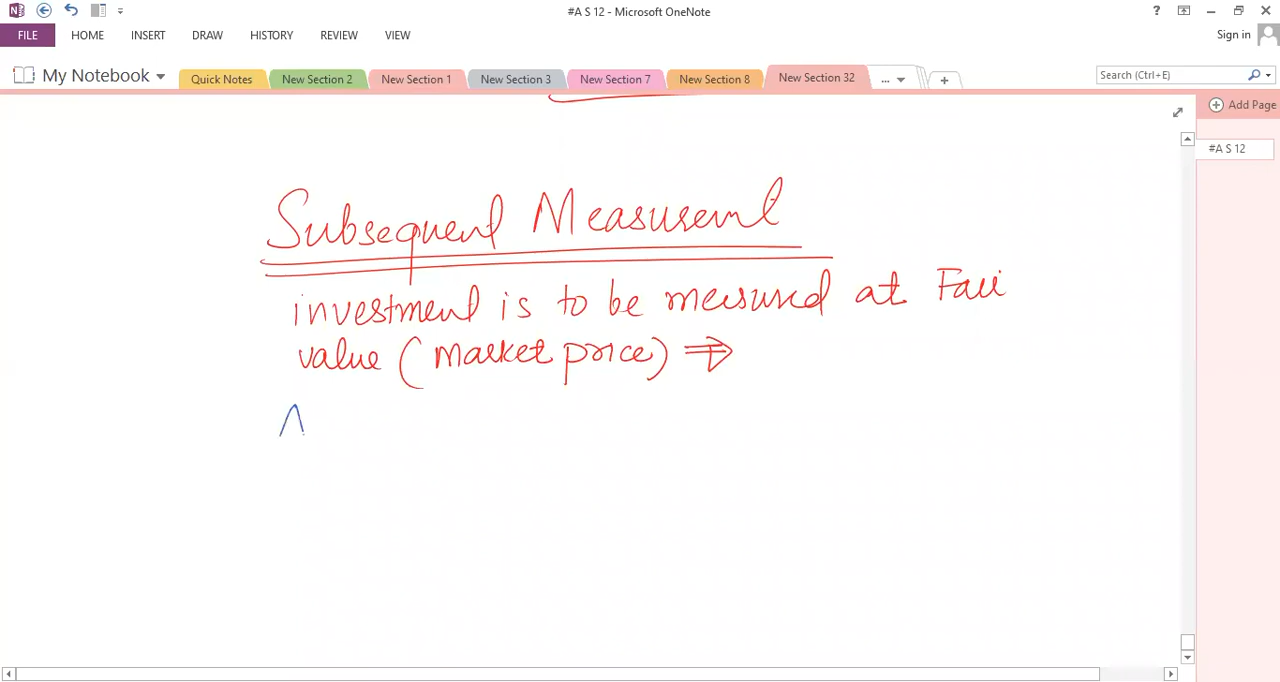 #A S 12 - Microsoft OneNote
?
FILE HOME INSERT DRAW HISTORY REVIEW VIEW
Sign in
My Notebook Quick Notes New Section 2 New Section 1 New Section 3 New Section 7 New Section 8 New Section 32 ... +
Search (Ctrl+E)
Add Page
#A S 12
Subsequent Measurement
investment is to be measured at Fair
value (market price) ⇒